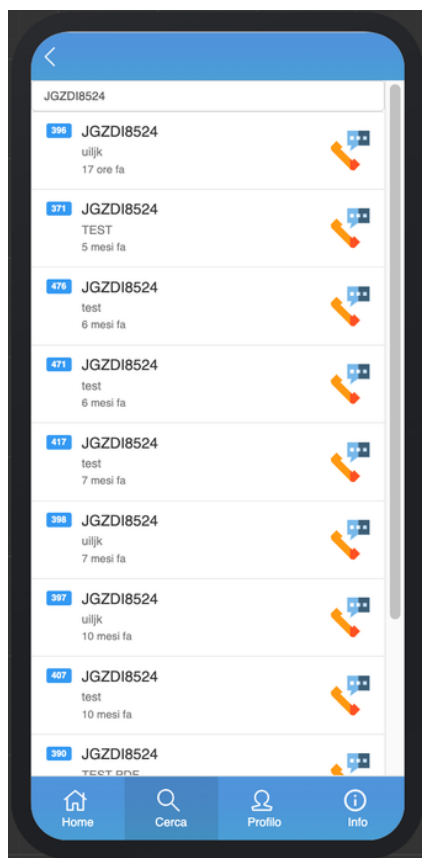 JGZDI8524
396 JGZDI8524
uiljk
17 ore fa
371 JGZDI8524
TEST
5 mesi fa
476 JGZDI8524
test
6 mesi fa
471 JGZDI8524
test
6 mesi fa
417 JGZDI8524
test
7 mesi fa
398 JGZDI8524
uiljk
7 mesi fa
397 JGZDI8524
uiljk
10 mesi fa
407 JGZDI8524
test
10 mesi fa
390 JGZDI8524
TEST PDF
Home Cerca Profilo Info